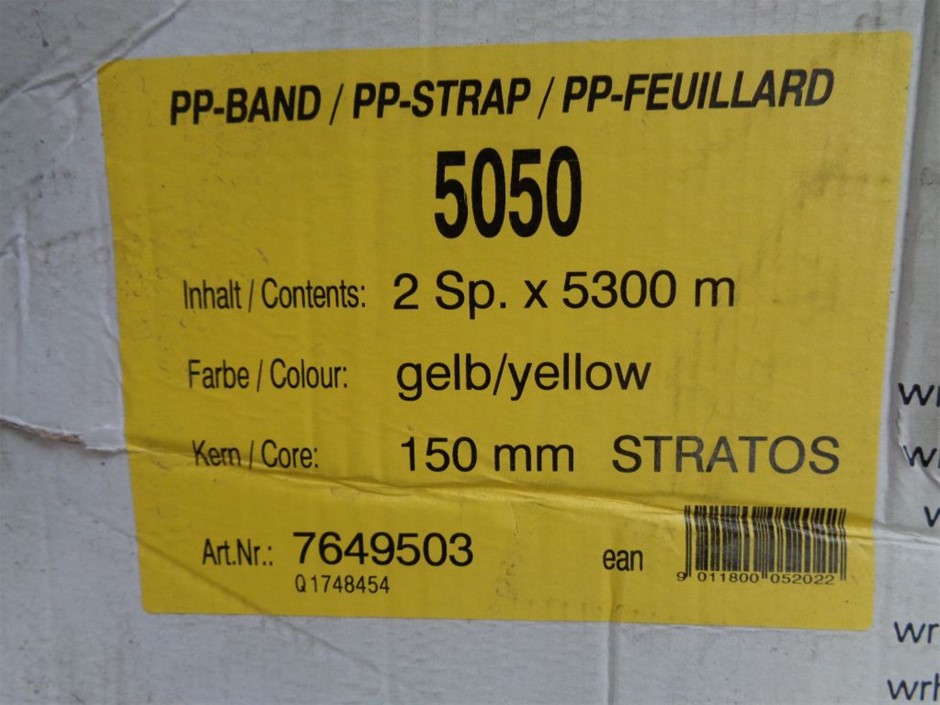 PP-BAND / PP-STRAP / PP-FEUILLARD
5050
Inhalt / Contents: 2 Sp. x 5300 m
Farbe / Colour: gelb/yellow
Kern / Core: 150 mm STRATOS
Art.Nr.: 7649503
Q1748454
ean
9 011800 052022